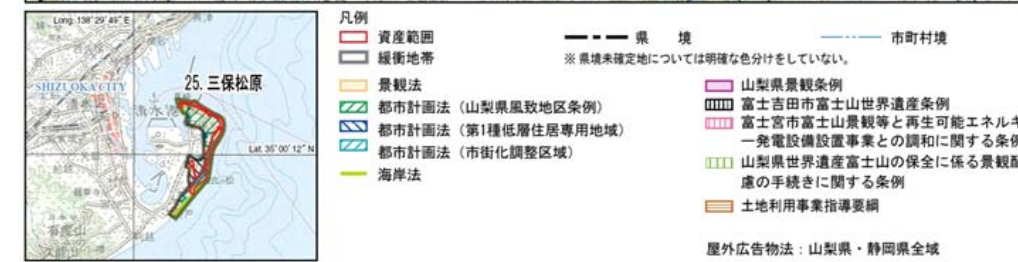 Long. 138°29'49" E
25. 三保松原
SHIZUOKA CITY
清水港
Lat. 35°00'12" N
有度山
凡例
資産範囲
緩衝地帯
県 境
市町村境
※ 県境未確定地については明確な色分けをしていない。
景観法
都市計画法（山梨県風致地区条例）
都市計画法（第1種低層住居専用地域）
都市計画法（市街化調整区域）
海岸法
山梨県景観条例
富士吉田市富士山世界遺産条例
富士宮市富士山景観等と再生可能エネルギ
ー発電設備設置事業との調和に関する条例
山梨県世界遺産富士山の保全に係る景観配
慮の手続きに関する条例
土地利用事業指導要綱
屋外広告物法：山梨県・静岡県全域